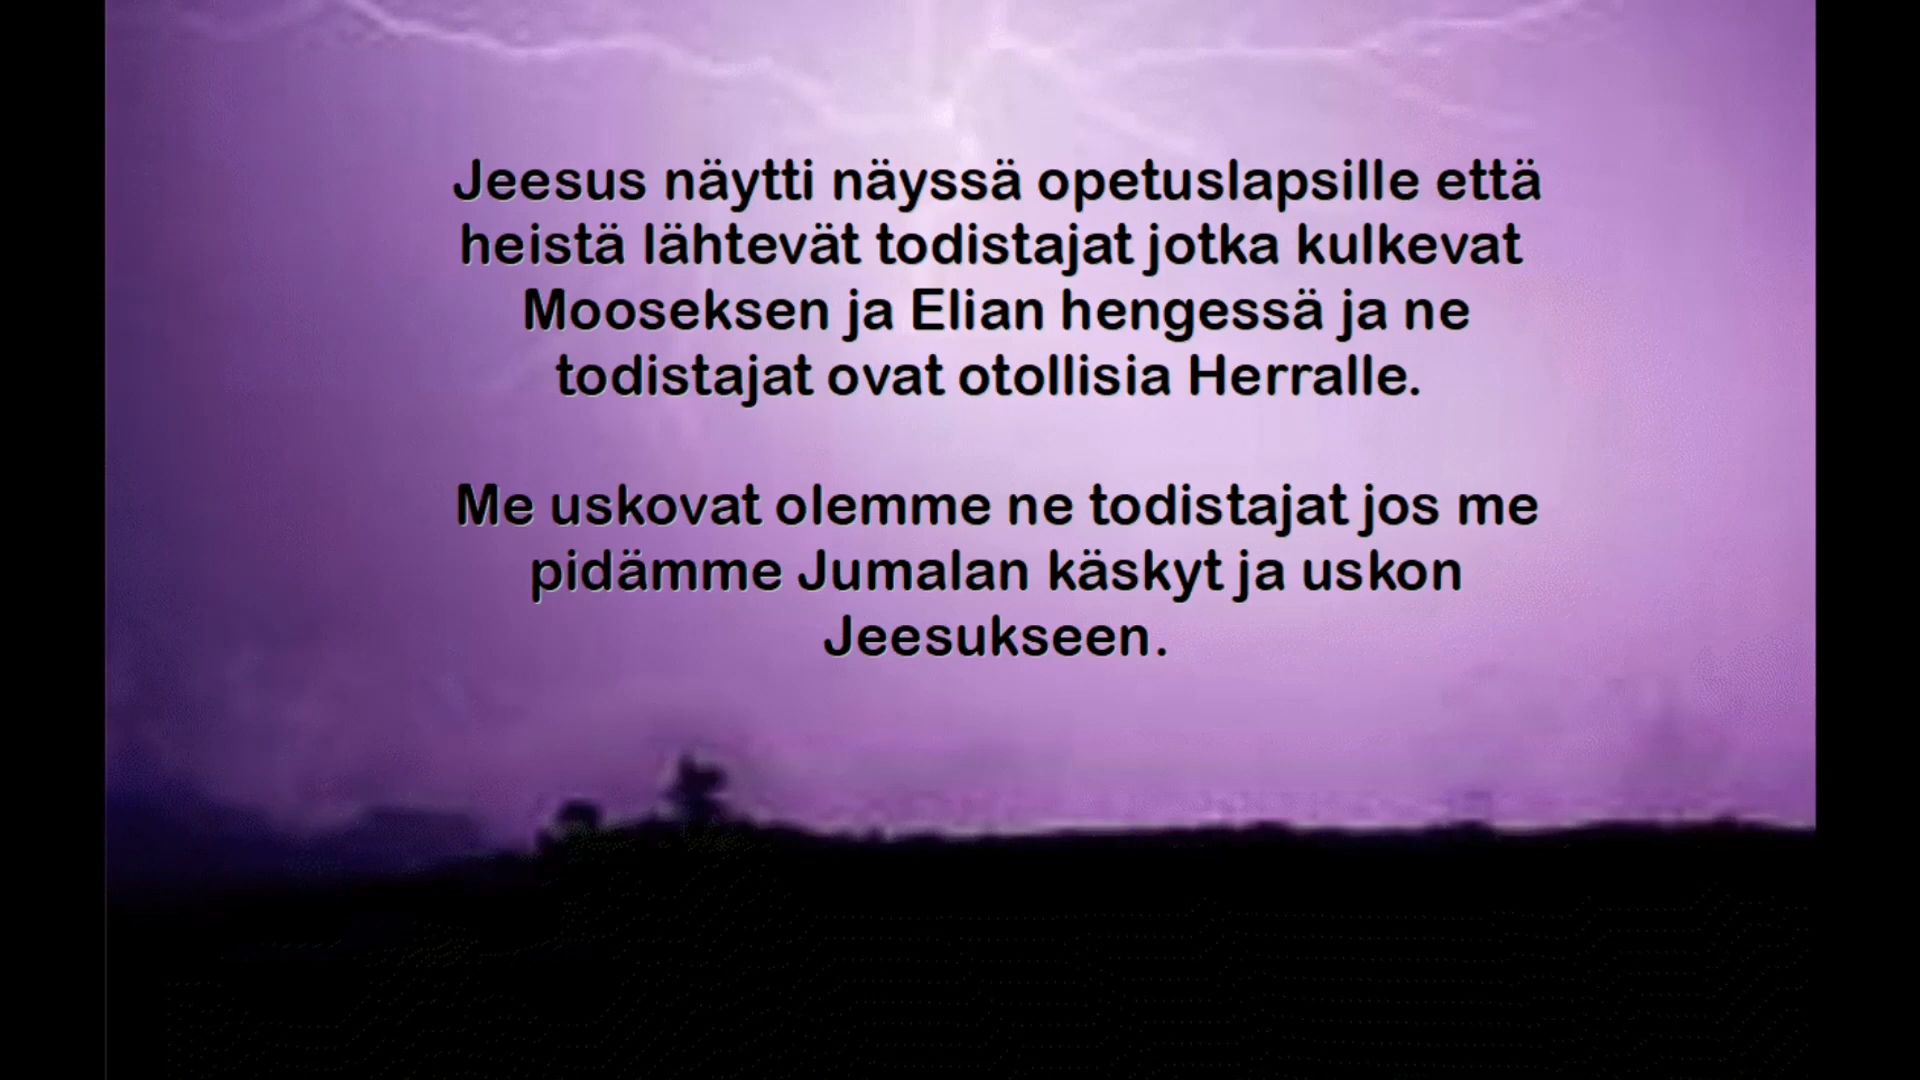 Jeesus näytti näyssä opetuslapsille että
heistä lähtevät todistajat jotka kulkevat
Mooseksen ja Elian hengessä ja ne
todistajat ovat otollisia Herralle.
Me uskovat olemme ne todistajat jos me
pidämme Jumalan käskyt ja uskon
Jeesukseen.